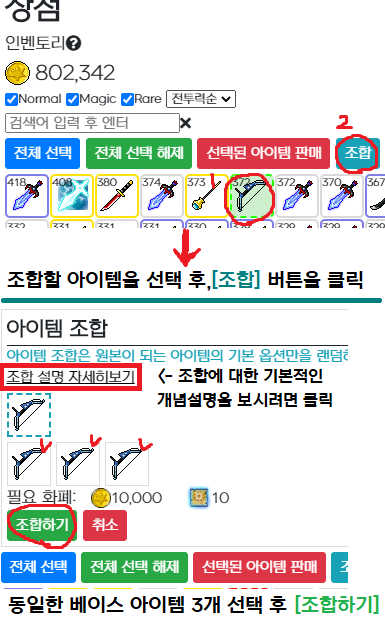 상점
인벤토리?
802,342
Normal Magic Rare 전투력순
검색어 입력 후 엔터 ×
2
전체 선택 전체 선택 해제 선택된 아이템 판매 조합
418 408 380 374 373 372 372 370 367
332 331 331 331 329 329 329
조합할 아이템을 선택 후,[조합] 버튼을 클릭
아이템 조합
아이템 조합은 원본이 되는 아이템의 기본 옵션만을 랜덤하
조합 설명 자세히보기 <- 조합에 대한 기본적인
개념설명을 보시려면 클릭
필요 화폐: 10,000 10
조합하기 취소
전체 선택 전체 선택 해제 선택된 아이템 판매 조
동일한 베이스 아이템 3개 선택 후 [조합하기]